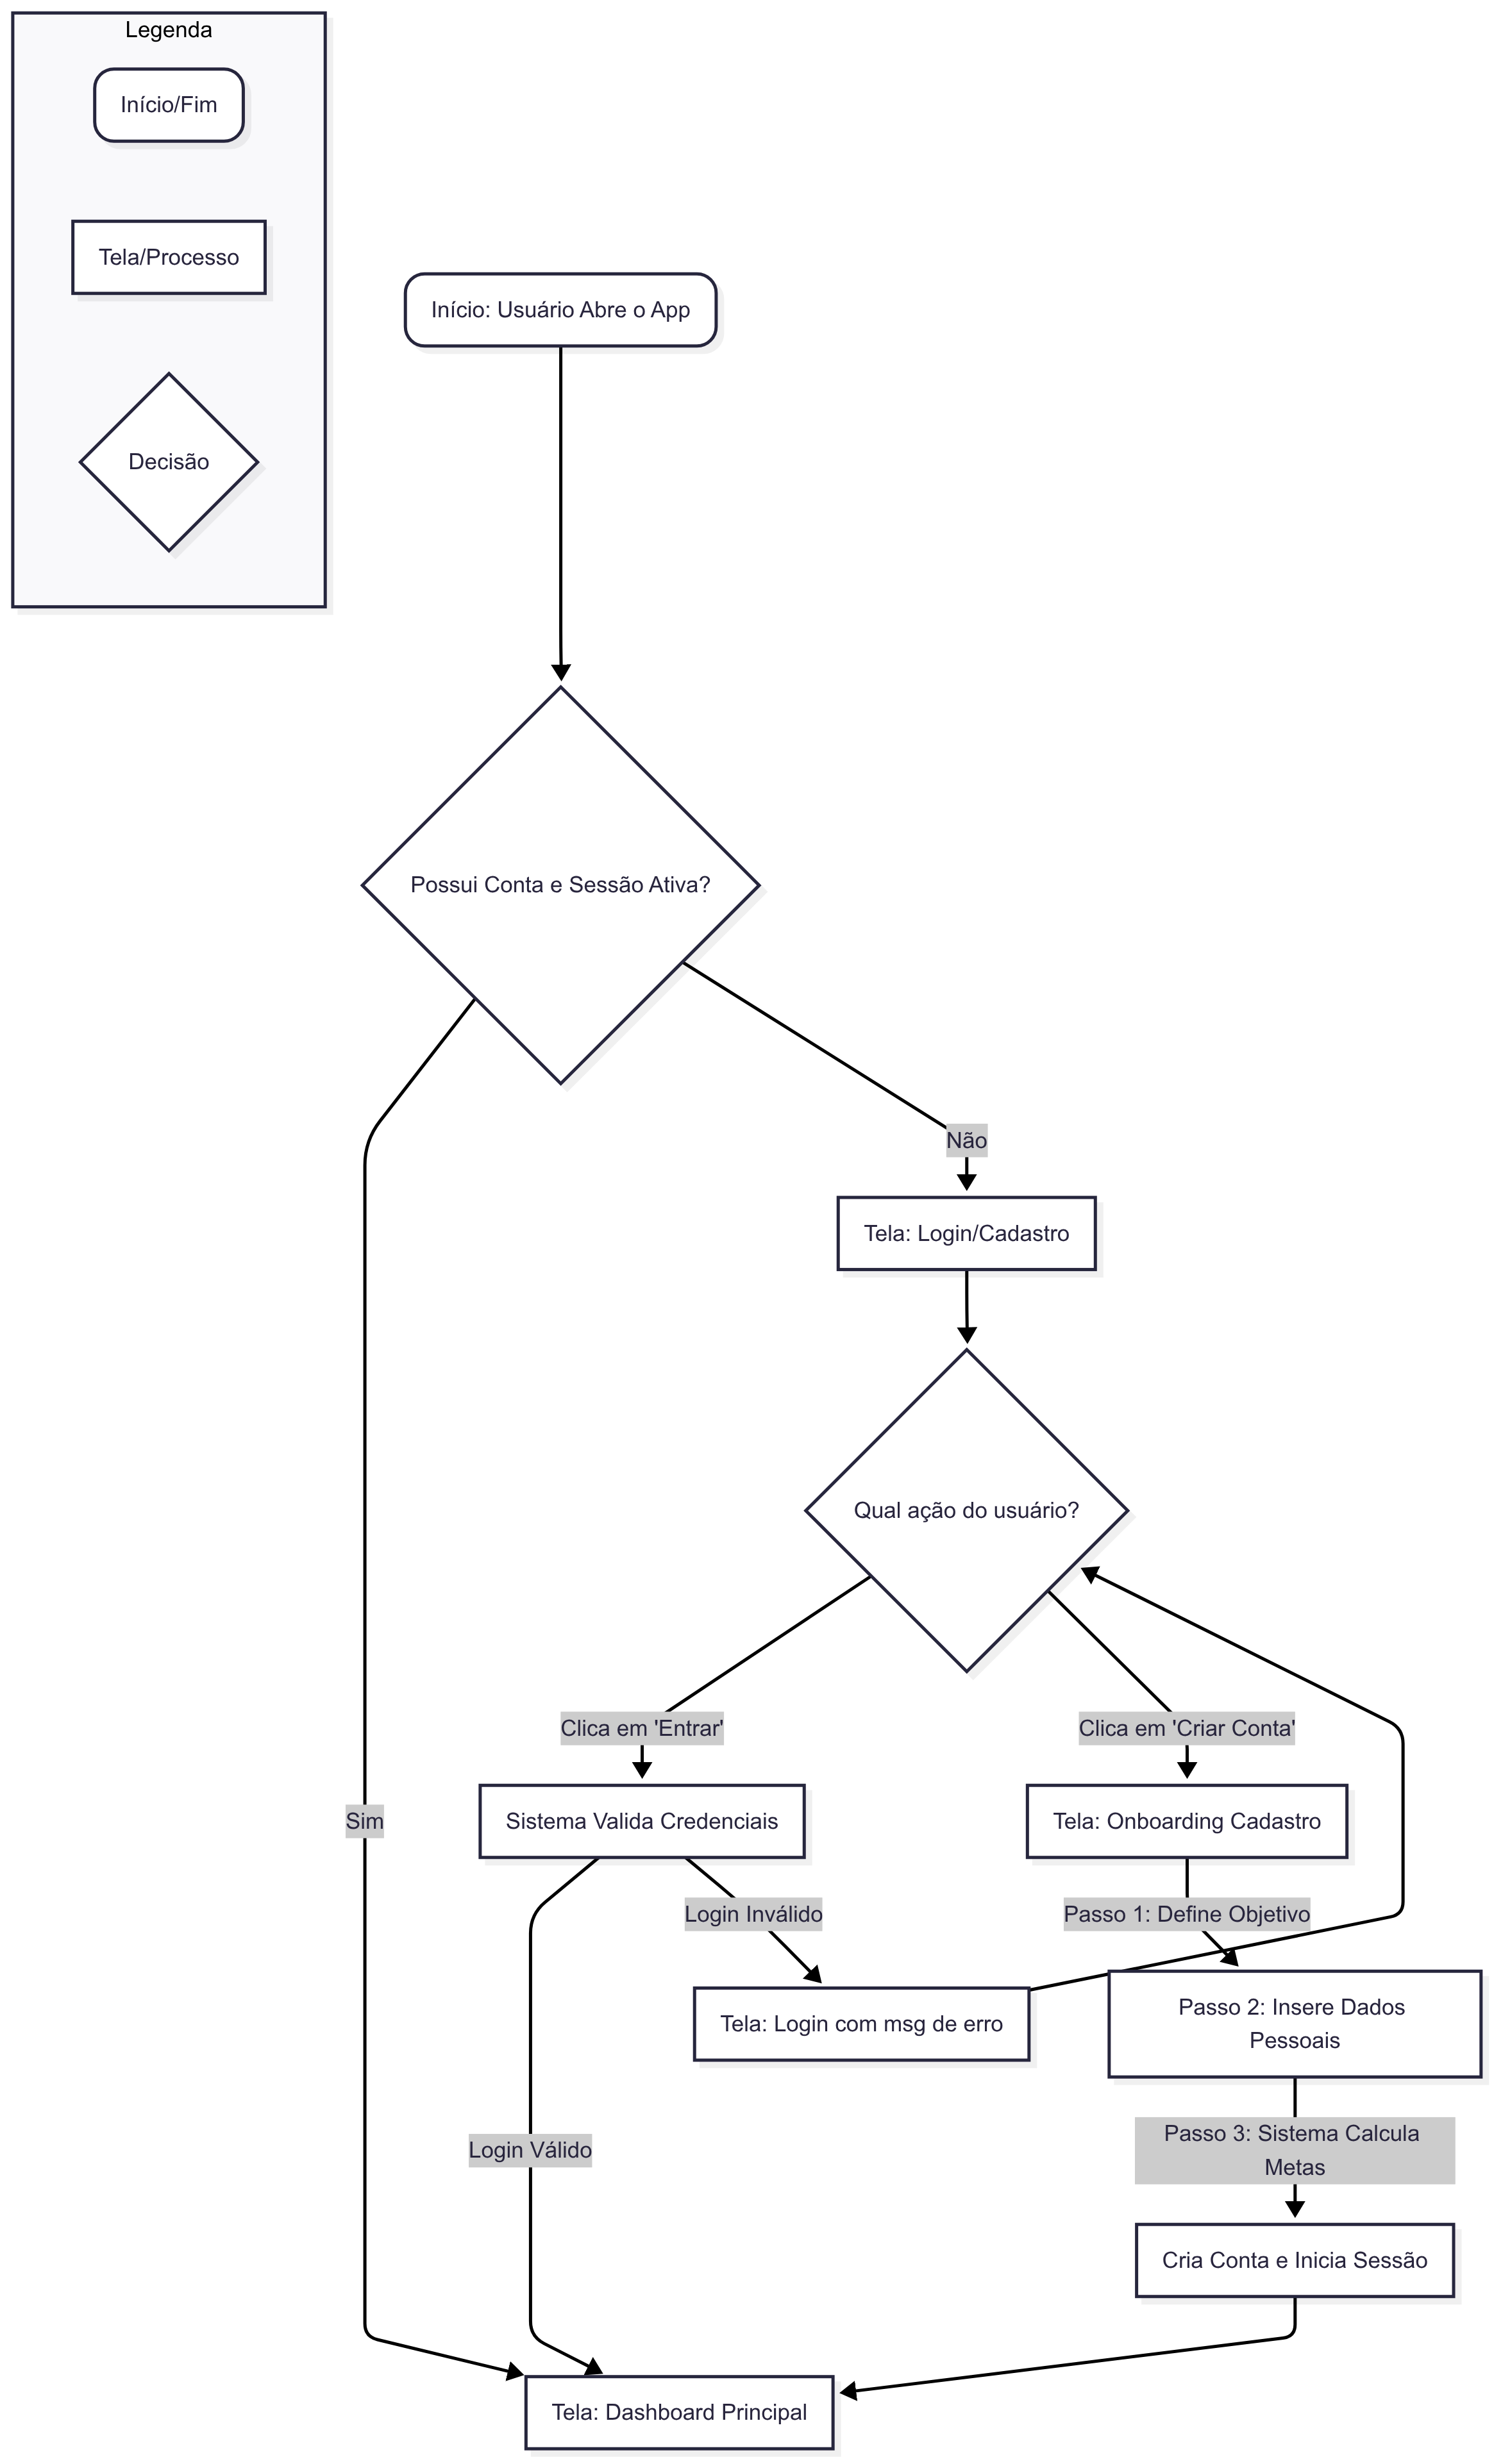 Legenda
Início/Fim
Tela/Processo
Decisão
Início: Usuário Abre o App
Possui Conta e Sessão Ativa?
Não
Tela: Login/Cadastro
Qual ação do usuário?
Clica em 'Entrar'
Clica em 'Criar Conta'
Sim
Sistema Valida Credenciais
Tela: Onboarding Cadastro
Login Inválido
Passo 1: Define Objetivo
Tela: Login com msg de erro
Passo 2: Insere Dados
Pessoais
Login Válido
Passo 3: Sistema Calcula
Metas
Cria Conta e Inicia Sessão
Tela: Dashboard Principal